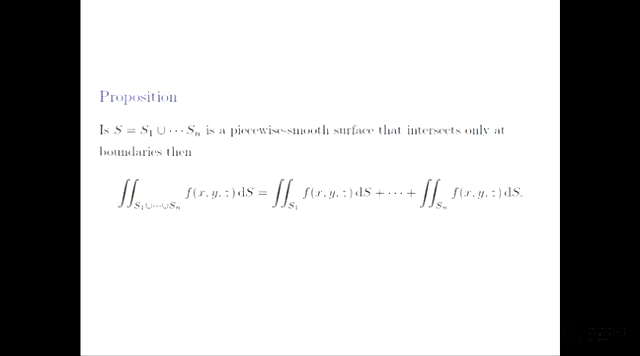 Proposition
Is S = S₁ ∪ ⋯ Sₙ is a piecewise-smooth surface that intersects only at
boundaries then
∬_{S₁∪⋯∪Sₙ} f(x, y, z) dS = ∬_{S₁} f(x, y, z) dS + ⋯ + ∬_{Sₙ} f(x, y, z) dS.